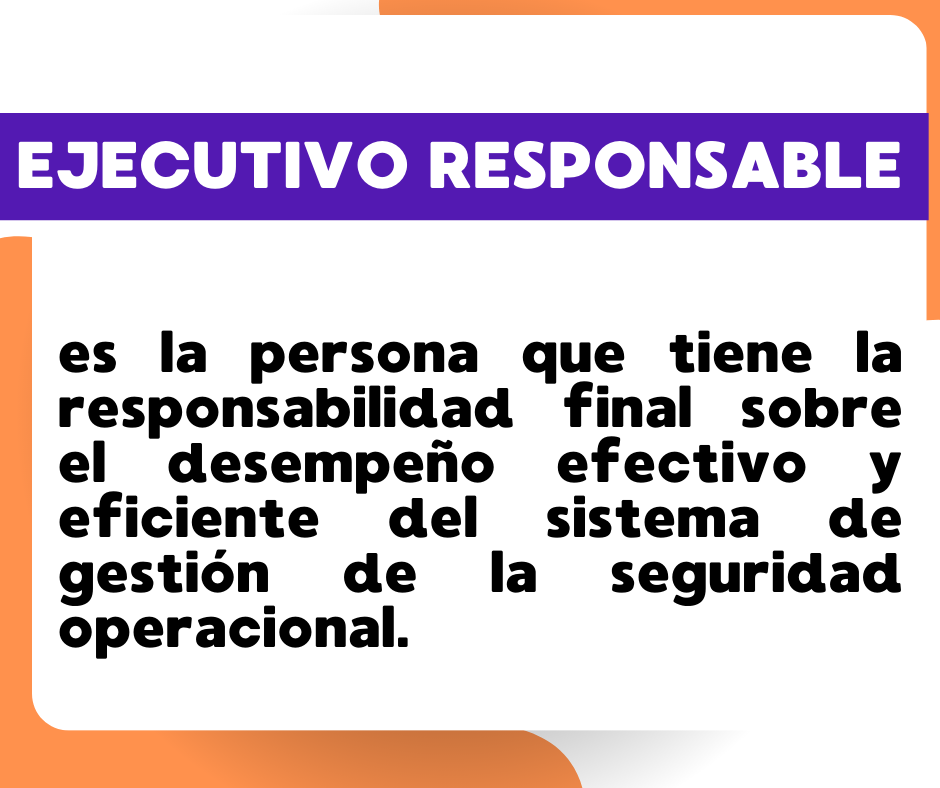 EJECUTIVO RESPONSABLE
es la persona que tiene la
responsabilidad final sobre
el desempeño efectivo y
eficiente del sistema de
gestión de la seguridad
operacional.